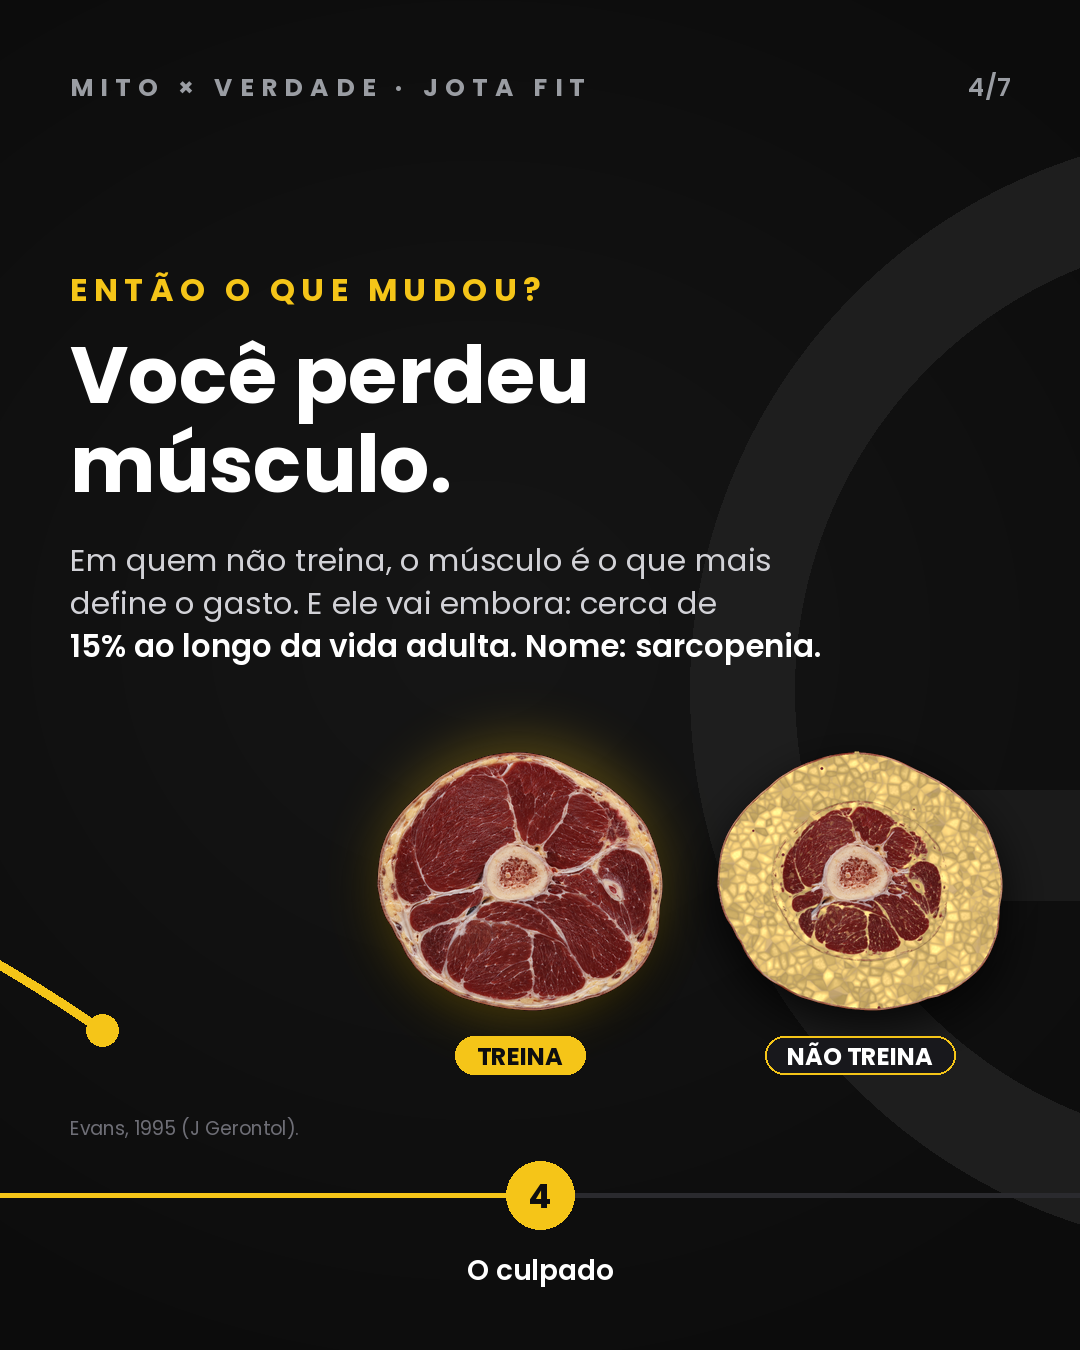 MITO × VERDADE · JOTA FIT
4/7
ENTÃO O QUE MUDOU?
Você perdeu
músculo.
Em quem não treina, o músculo é o que mais
define o gasto. E ele vai embora: cerca de
15% ao longo da vida adulta. Nome: sarcopenia.
TREINA
NÃO TREINA
Evans, 1995 (J Gerontol).
4
O culpado